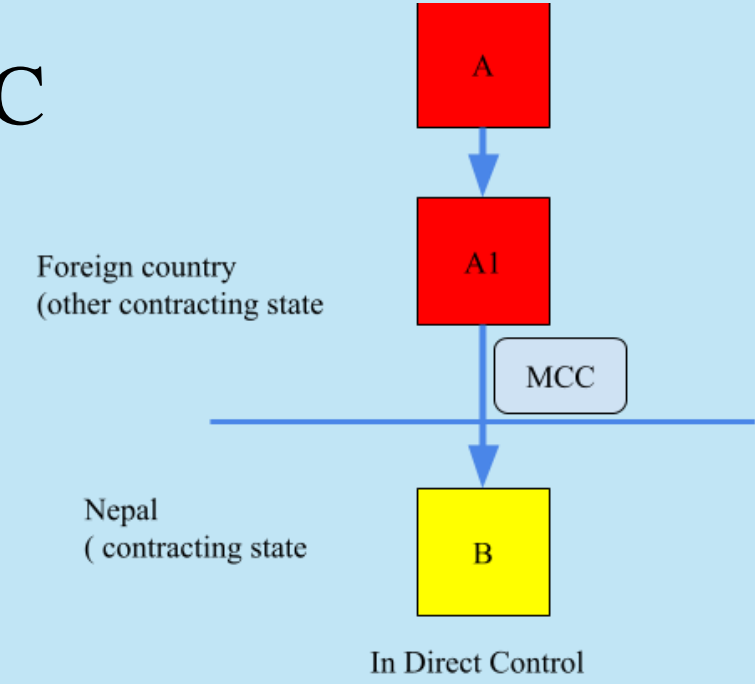 C
A
A1
Foreign country
(other contracting state
MCC
Nepal
( contracting state
B
In Direct Control